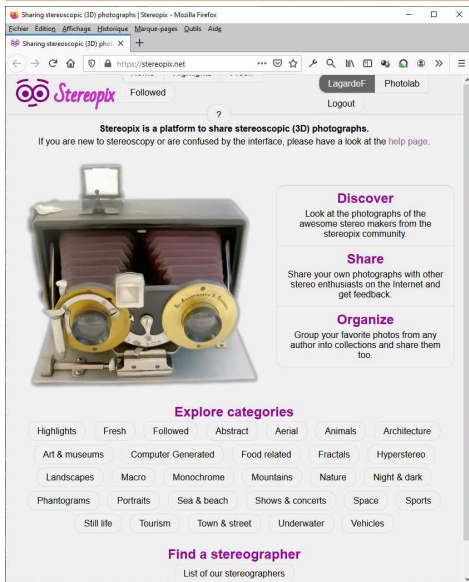 Sharing stereoscopic (3D) photographs | Stereopix - Mozilla Firefox
Fichier Edition Affichage Historique Marque-pages Outils Aide
Sharing stereoscopic (3D) phot
https://stereopix.net
Stereopix
Followed
LagardeF Photolab
Logout
?
Stereopix is a platform to share stereoscopic (3D) photographs.
If you are new to stereoscopy or are confused by the interface, please have a look at the help page.
Discover
Look at the photographs of the
awesome stereo makers from the
stereopix community.
Share
Share your own photographs with other
stereo enthusiasts on the Internet and
get feedback.
Organize
Group your favorite photos from any
author into collections and share them
too.
Explore categories
Highlights Fresh Followed Abstract Aerial Animals Architecture
Art & museums Computer Generated Food related Fractals Hyperstereo
Landscapes Macro Monochrome Mountains Nature Night & dark
Phantograms Portraits Sea & beach Shows & concerts Space Sports
Still life Tourism Town & street Underwater Vehicles
Find a stereographer
List of our stereographers